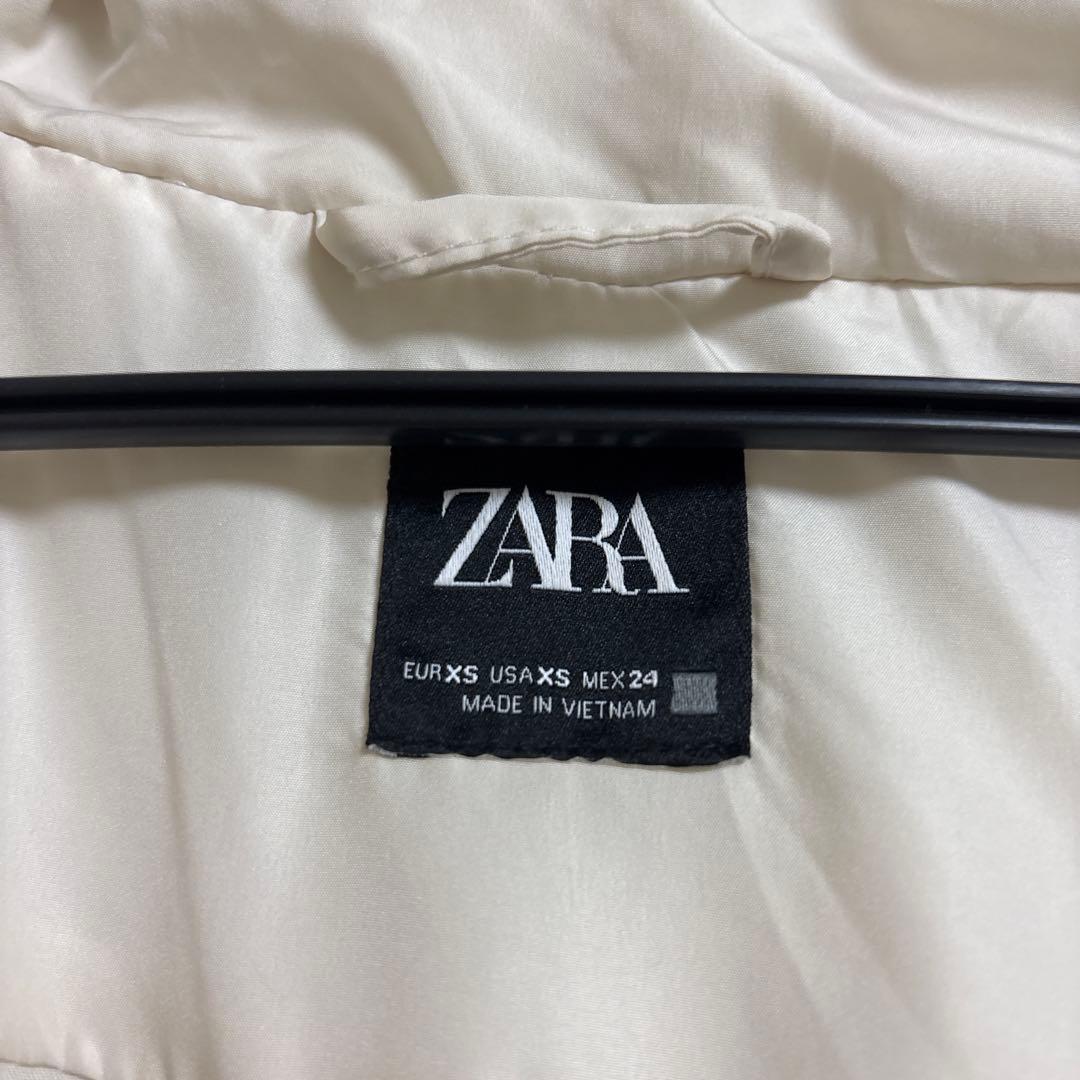 ZARA
EUR XS USA XS MEX 24
MADE IN VIETNAM